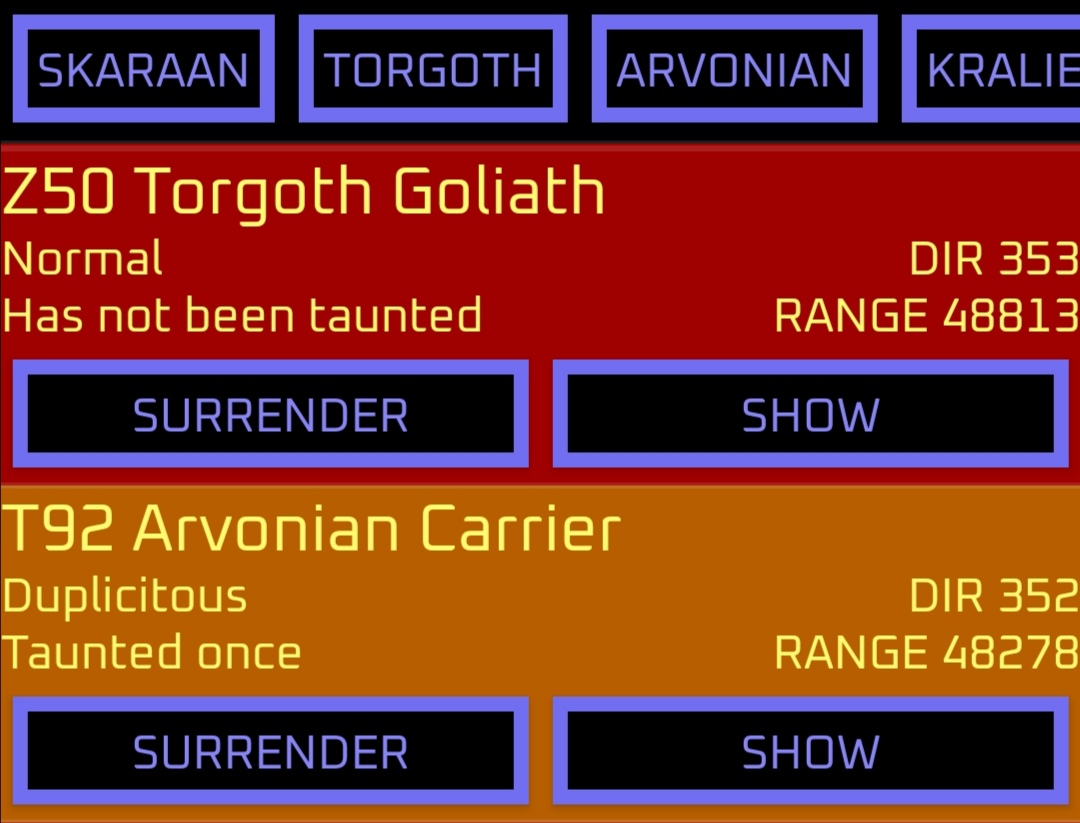 SKARAAN TORGOTH ARVONIAN KRALIE
Z50 Torgoth Goliath
Normal DIR 353
Has not been taunted RANGE 48813
SURRENDER SHOW
T92 Arvonian Carrier
Duplicitous DIR 352
Taunted once RANGE 48278
SURRENDER SHOW